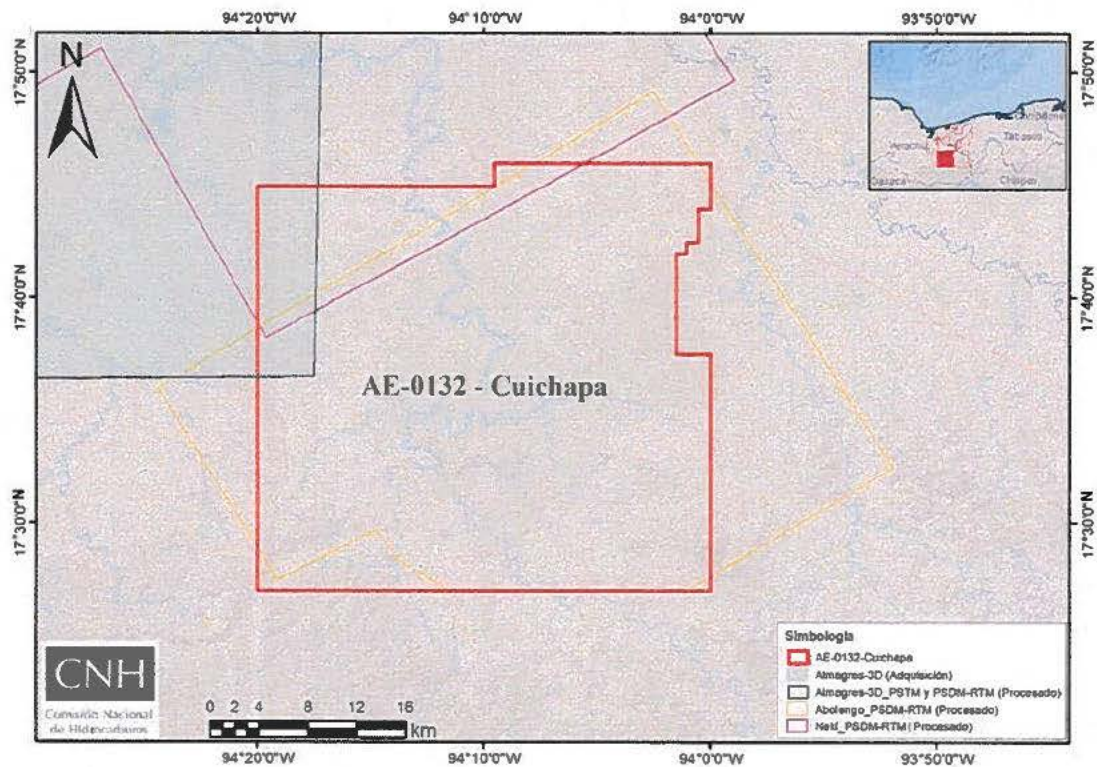 94°20'0"W 94°10'0"W 94°0'0"W 93°50'0"W
N
17°50'0"N 17°50'0"N
Tabasco
Veracruz
Oaxaca Chiapas
17°40'0"N 17°40'0"N
AE-0132 - Cuichapa
17°30'0"N 17°30'0"N
Simbología
AE-0132-Cuichapa
Almagres-3D (Adquisición)
Almagres-3D_PSTM y PSDM-RTM (Procesado)
Abolengo_PSDM-RTM (Procesado)
PSDM-RTM (Procesado)
CNH
Comisión Nacional
de Hidrocarburos
0 2 4 8 12 16
km
94°20'0"W 94°10'0"W 94°0'0"W 93°50'0"W